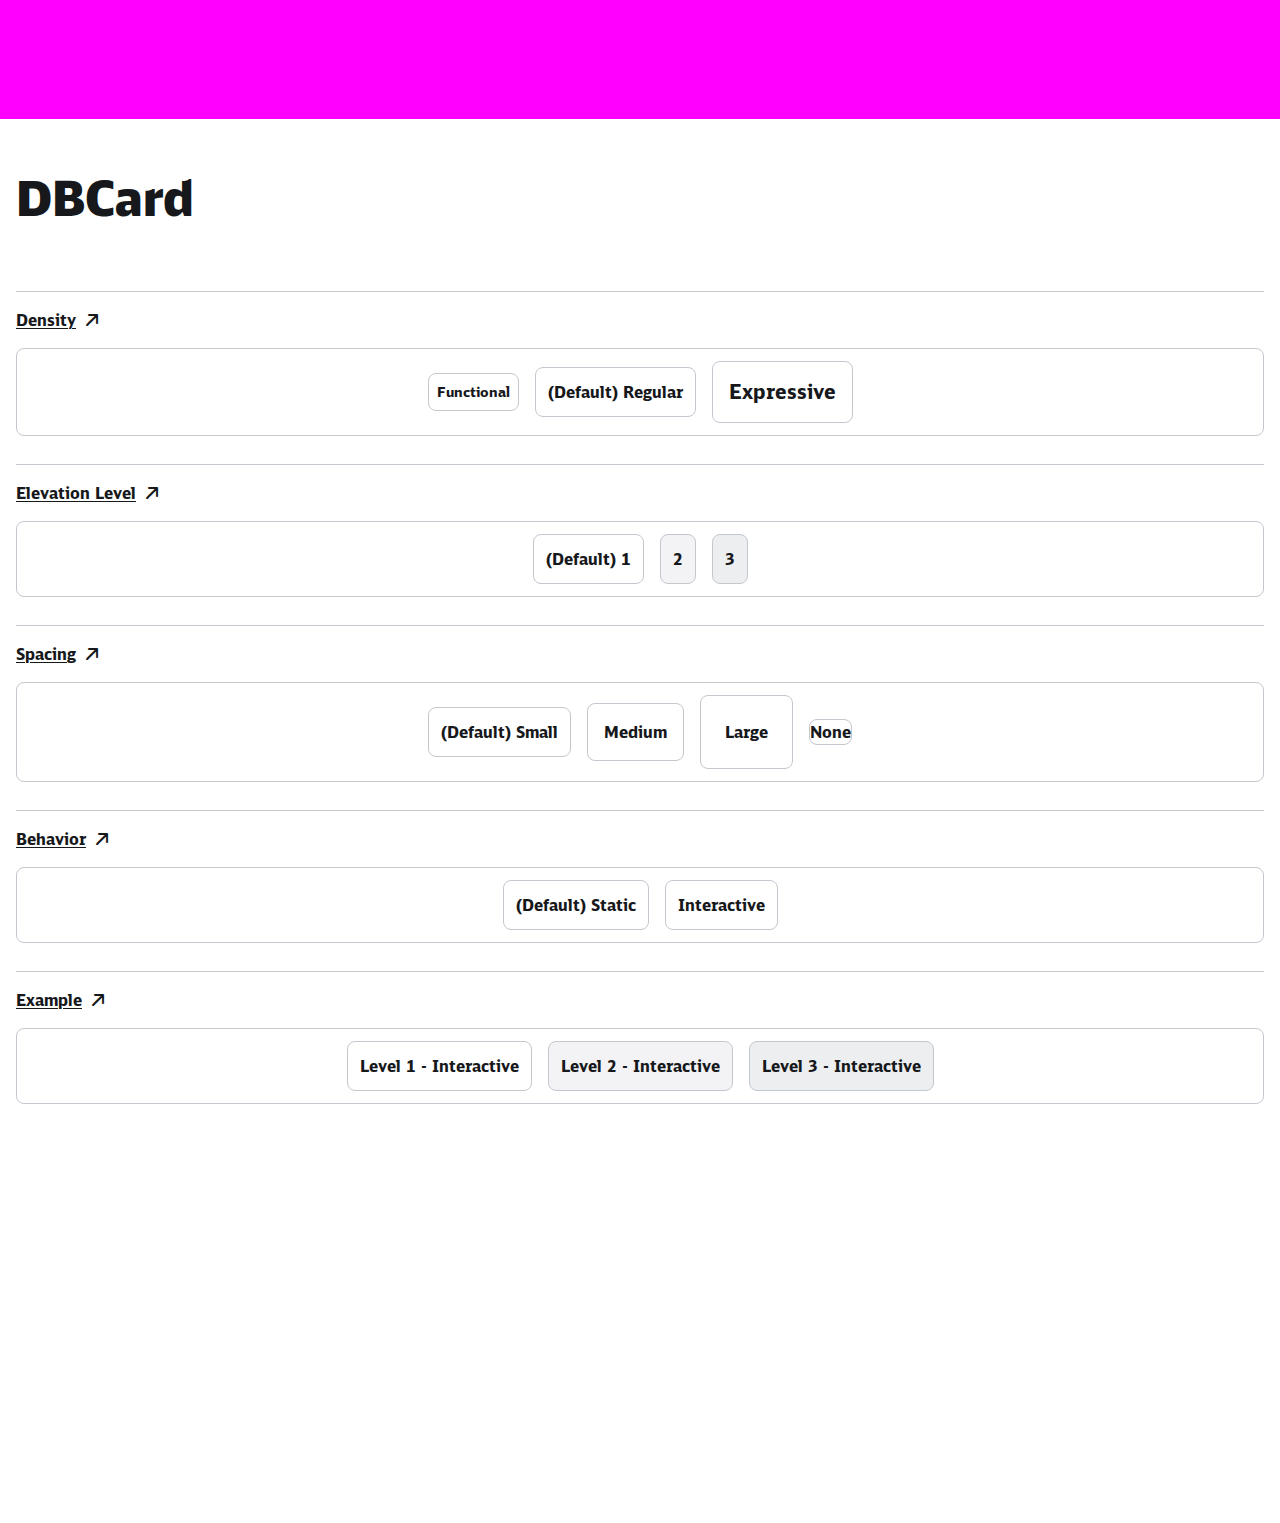 DBCard
Density
Functional (Default) Regular Expressive
Elevation Level
(Default) 1 2 3
Spacing
(Default) Small Medium Large None
Behavior
(Default) Static Interactive
Example
Level 1 - Interactive Level 2 - Interactive Level 3 - Interactive